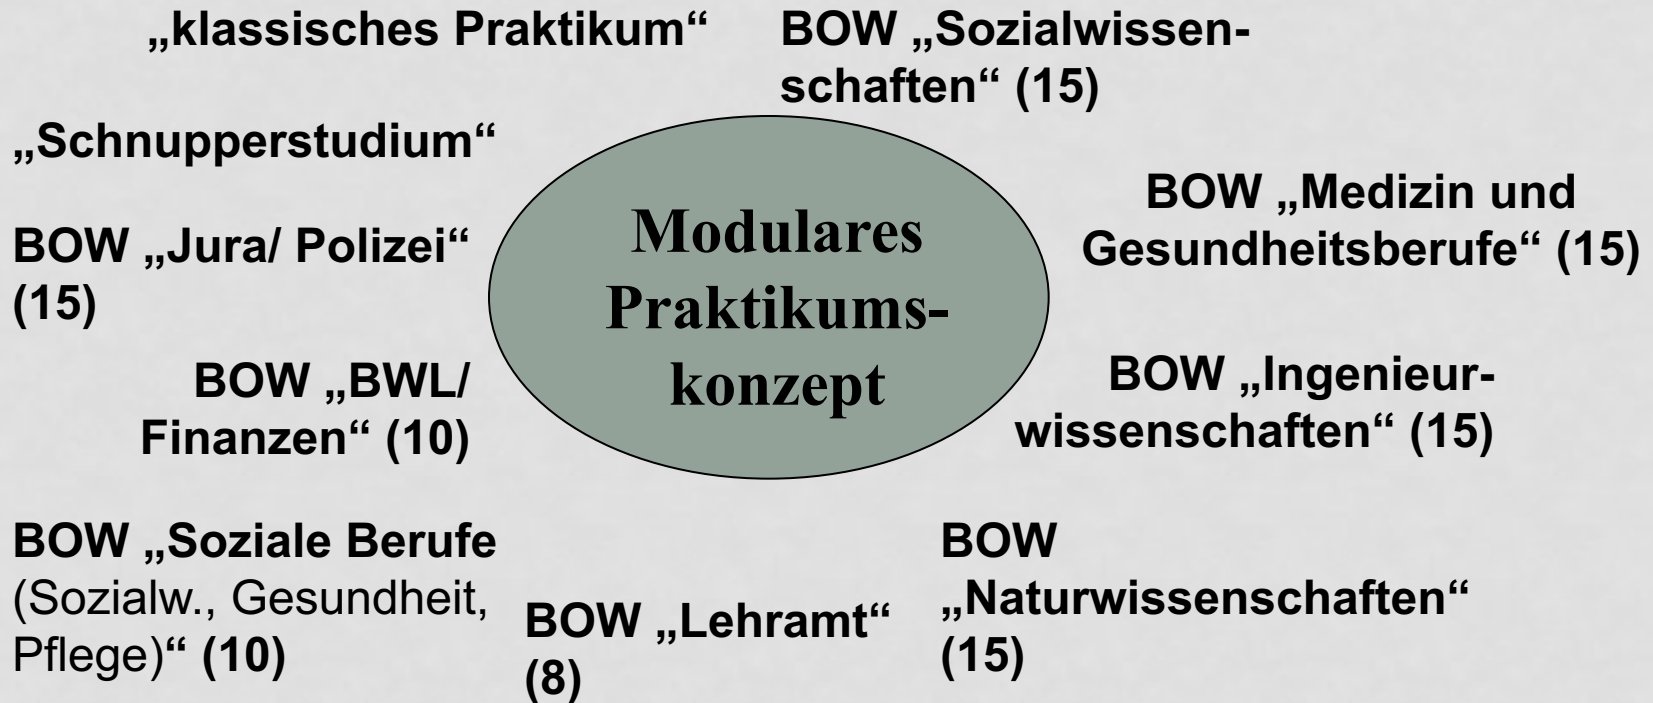 „klassisches Praktikum“
BOW „Sozialwissen-
schaften“ (15)
„Schnupperstudium“
BOW „Medizin und
Gesundheitsberufe“ (15)
BOW „Jura/ Polizei“
(15)
Modulares
Praktikums-
konzept
BOW „BWL/
Finanzen“ (10)
BOW „Ingenieur-
wissenschaften“ (15)
BOW „Soziale Berufe
(Sozialw., Gesundheit,
Pflege)“ (10)
BOW „Lehramt“
(8)
BOW
„Naturwissenschaften“
(15)